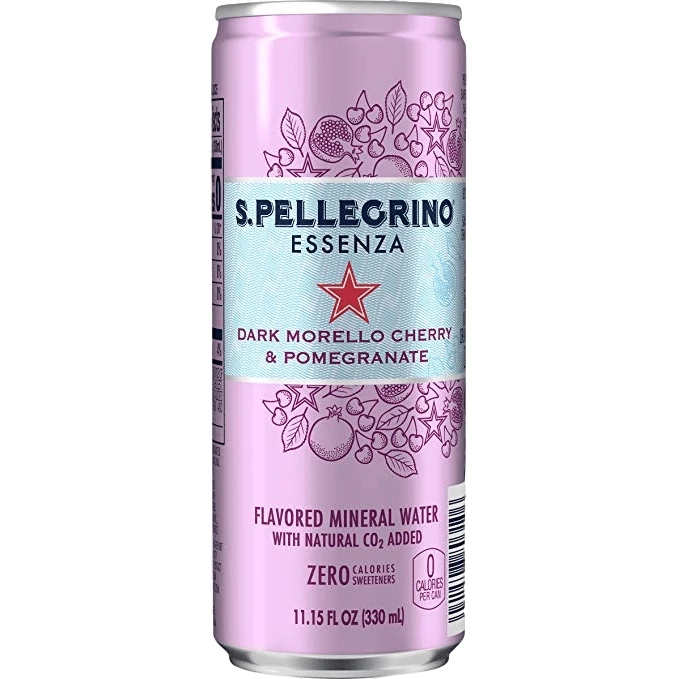 S.PELLEGRINO
ESSENZA
DARK MORELLO CHERRY
& POMEGRANATE
FLAVORED MINERAL WATER
WITH NATURAL CO₂ ADDED
ZERO CALORIES
SWEETENERS
0
CALORIES
PER CAN
11.15 FL OZ (330 mL)